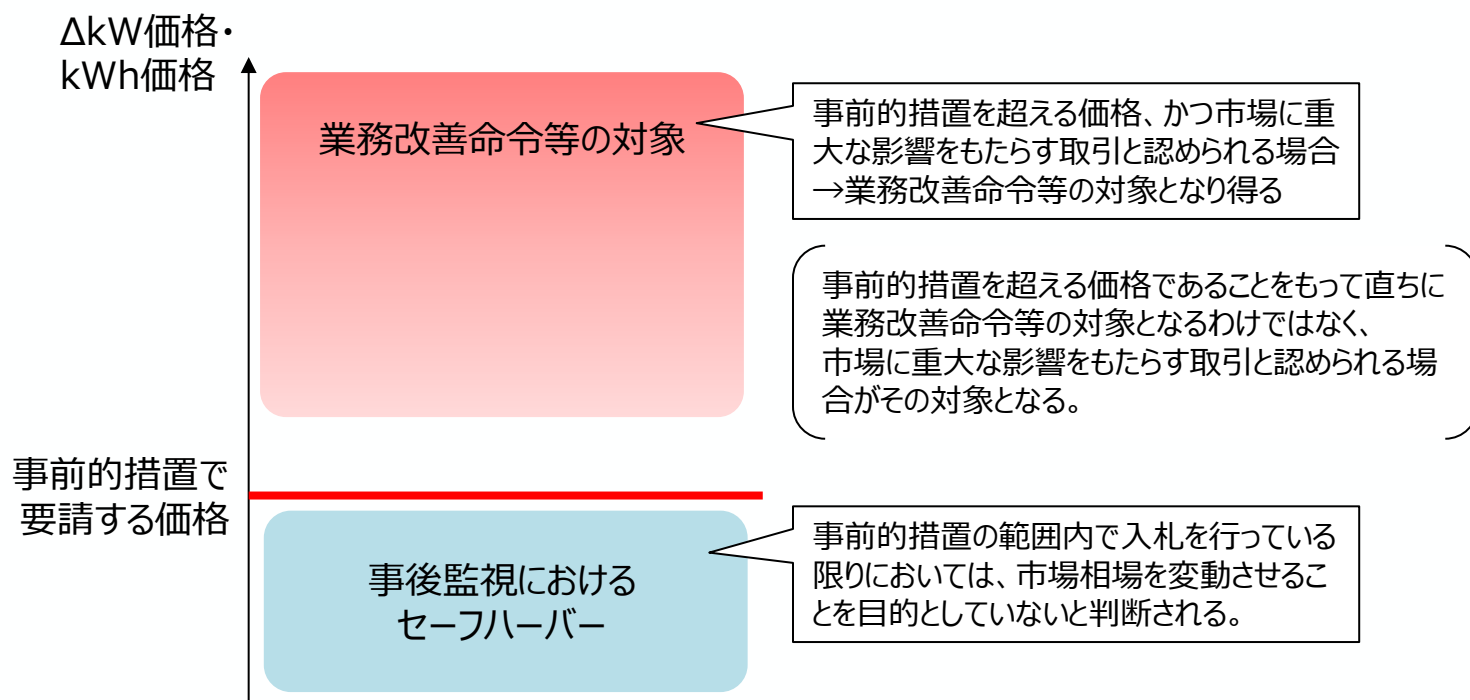 ΔkW価格・
kWh価格
業務改善命令等の対象
事前的措置を超える価格、かつ市場に重
大な影響をもたらす取引と認められる場合
→業務改善命令等の対象となり得る
事前的措置を超える価格であることをもって直ちに
業務改善命令等の対象となるわけではなく、
市場に重大な影響をもたらす取引と認められる場
合がその対象となる。
事前的措置で
要請する価格
事後監視における
セーフハーバー
事前的措置の範囲内で入札を行っている
限りにおいては、市場相場を変動させるこ
とを目的としていないと判断される。